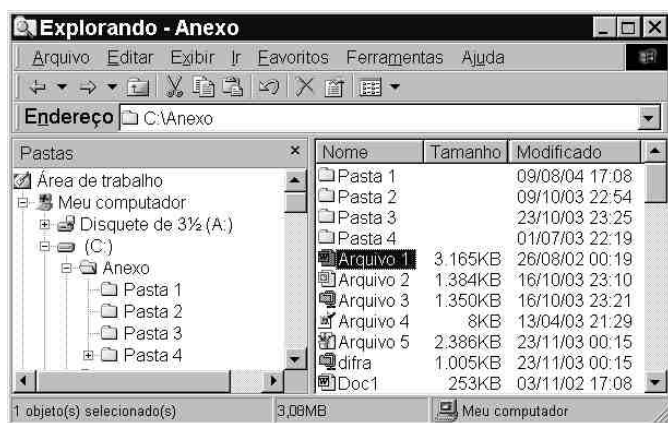 Explorando - Anexo
Arquivo Editar Exibir Ir Favoritos Ferramentas Ajuda
Endereço C:\Anexo
Pastas ×
Área de trabalho
Meu computador
Disquete de 3½ (A:)
(C:)
Anexo
Pasta 1
Pasta 2
Pasta 3
Pasta 4
Nome Tamanho Modificado
Pasta 1 09/08/04 17:08
Pasta 2 09/10/03 22:54
Pasta 3 23/10/03 23:25
Pasta 4 01/07/03 22:19
Arquivo 1 3.165KB 26/08/02 00:19
Arquivo 2 1.384KB 16/10/03 23:10
Arquivo 3 1.350KB 16/10/03 23:21
Arquivo 4 8KB 13/04/03 21:29
Arquivo 5 2.386KB 23/11/03 00:15
difra 1.005KB 23/11/03 00:15
Doc1 253KB 03/11/02 17:08
1 objeto(s) selecionado(s) 3,08MB Meu computador